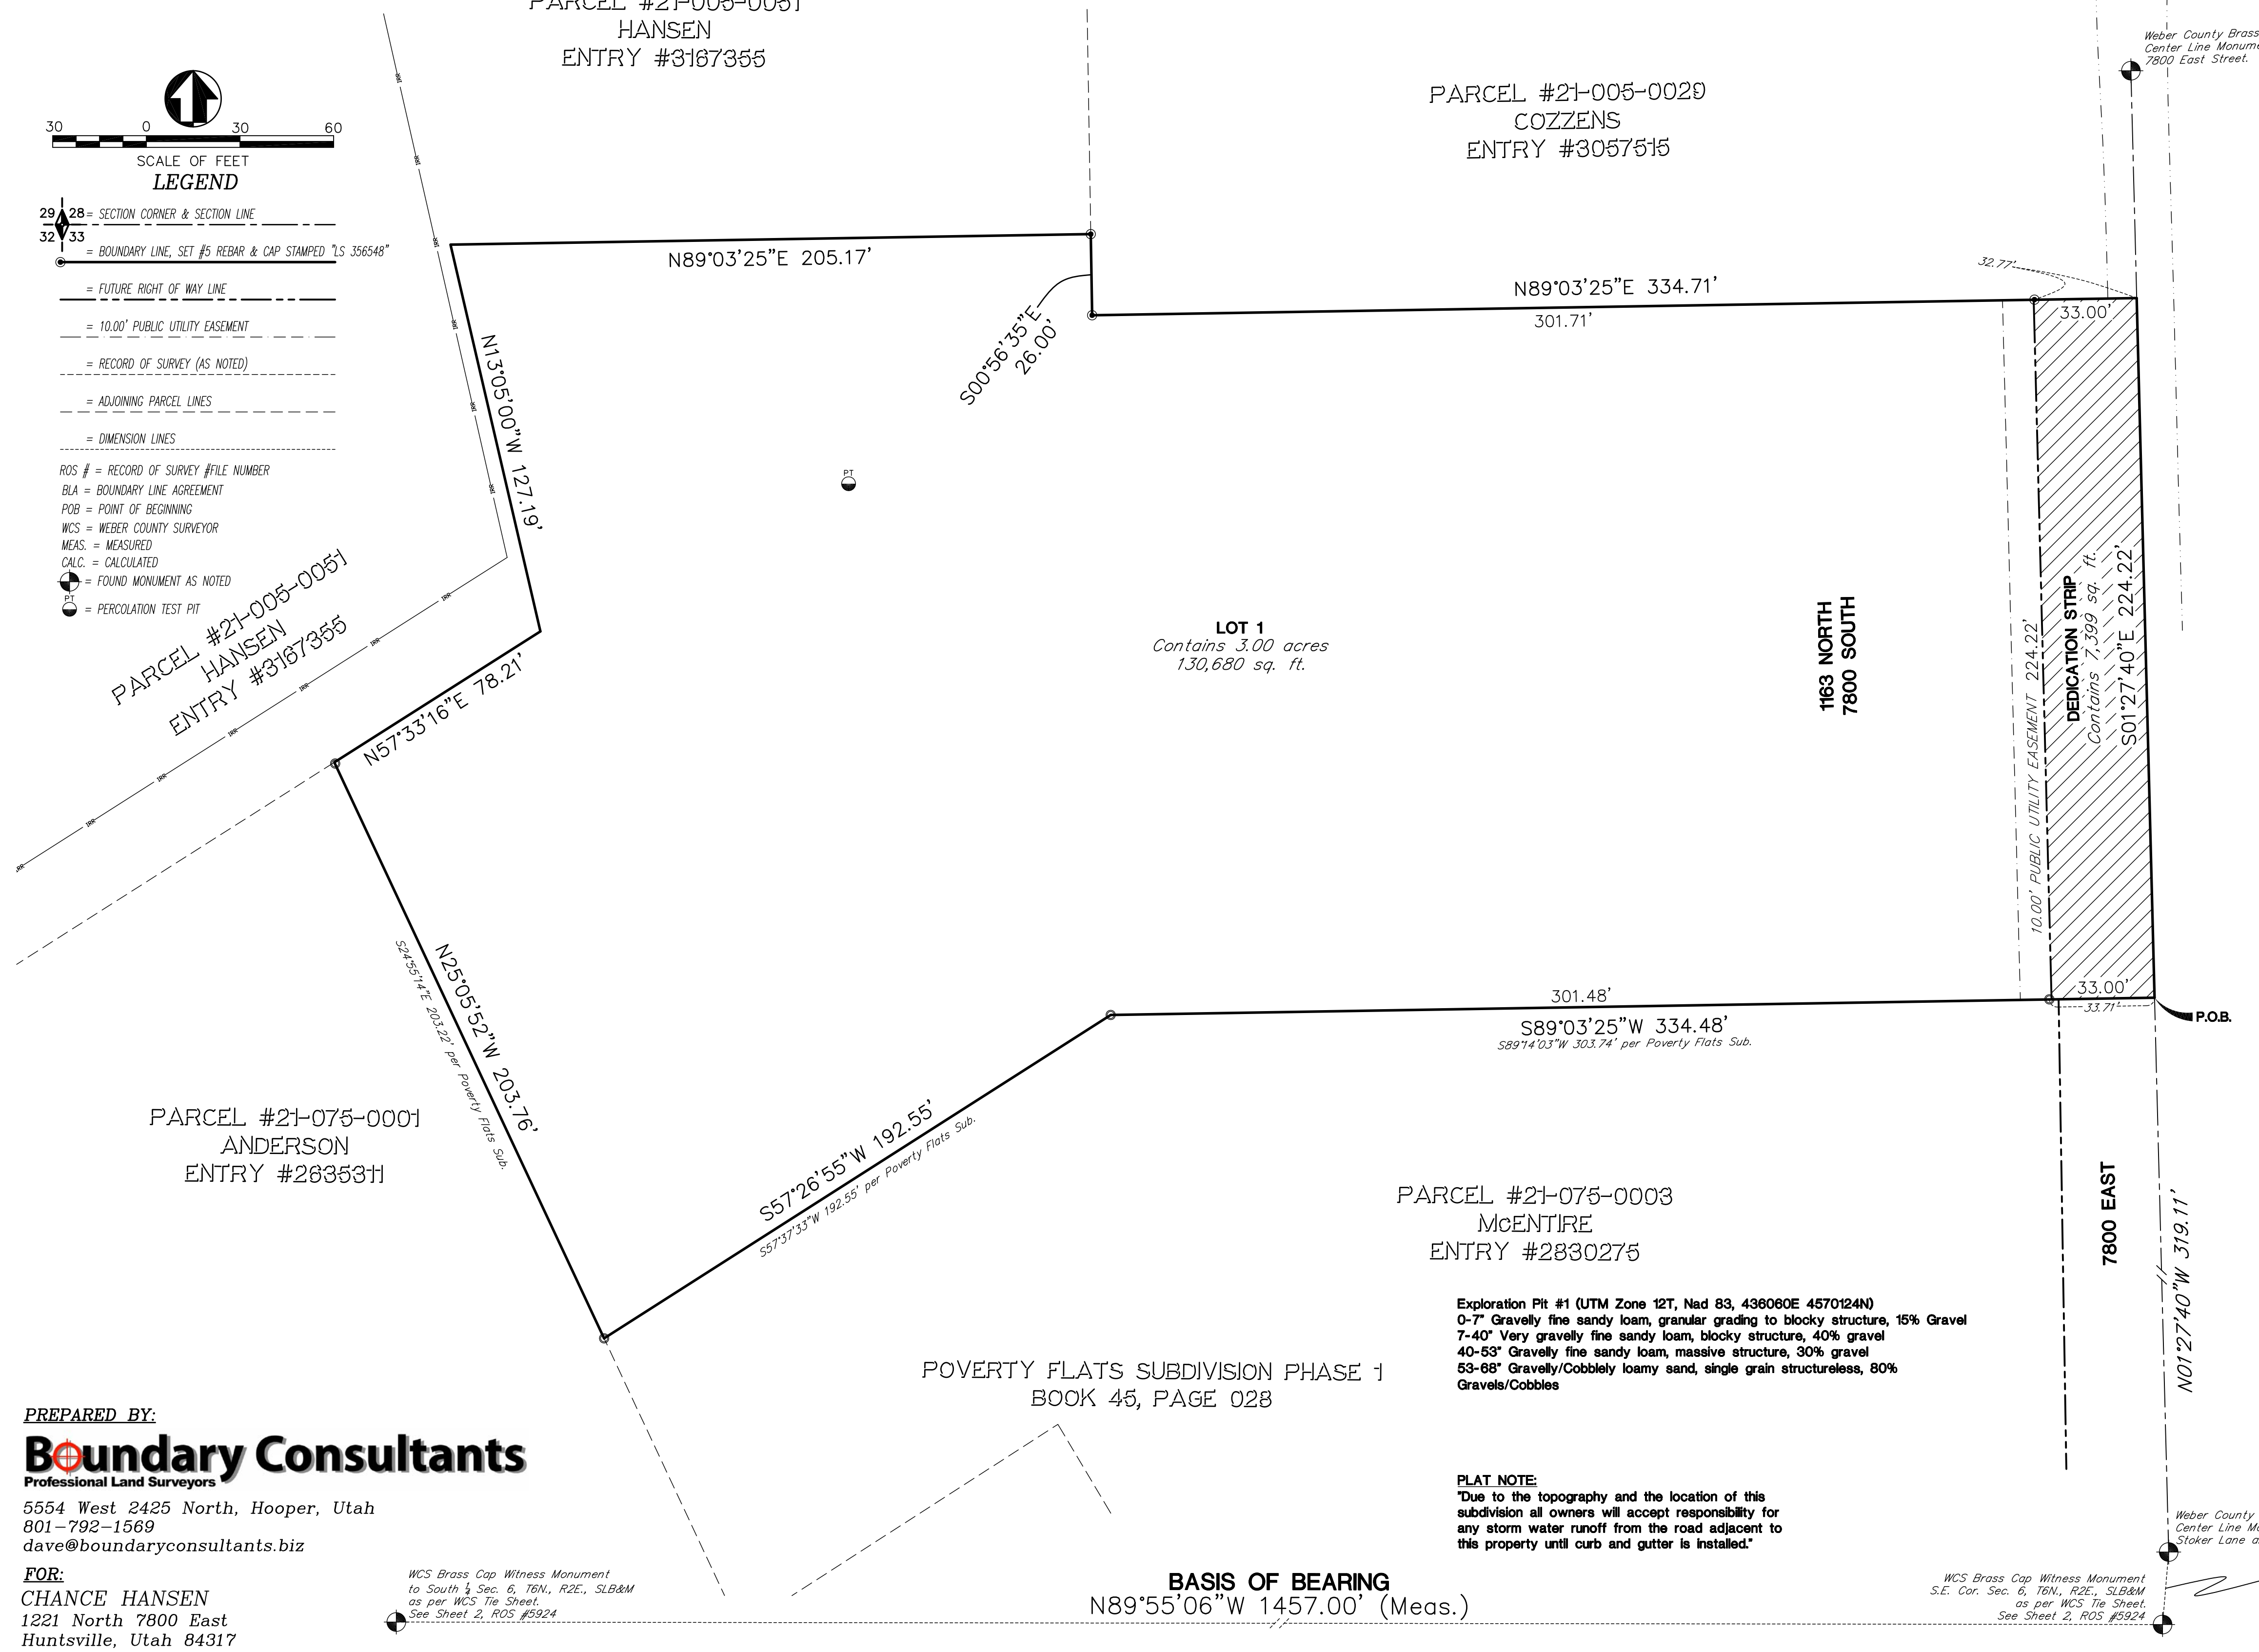 PARCEL #21-005-0051
HANSEN
ENTRY #3167355
Weber County Brass
Center Line Monume
7800 East Street.
PARCEL #21-005-0029
COZZENS
ENTRY #3057515
30 0 30 60
SCALE OF FEET
LEGEND
29 28
32 33
= SECTION CORNER & SECTION LINE
= BOUNDARY LINE, SET #5 REBAR & CAP STAMPED "LS 356548"
= FUTURE RIGHT OF WAY LINE
= 10.00' PUBLIC UTILITY EASEMENT
= RECORD OF SURVEY (AS NOTED)
= ADJOINING PARCEL LINES
= DIMENSION LINES
ROS # = RECORD OF SURVEY #FILE NUMBER
BLA = BOUNDARY LINE AGREEMENT
POB = POINT OF BEGINNING
WCS = WEBER COUNTY SURVEYOR
MEAS. = MEASURED
CALC. = CALCULATED
= FOUND MONUMENT AS NOTED
PT
= PERCOLATION TEST PIT
IRR
IRR
IRR
IRR
IRR
IRR
N89°03'25"E 205.17'
S00°56'35"E
26.00'
N89°03'25"E 334.71'
301.71'
32.77'
33.00'
N13°05'00"W 127.19'
PT
PARCEL #21-005-0051
HANSEN
ENTRY #3167355
IRR
IRR
IRR
IRR
IRR
IRR
RR
N57°33'16"E 78.21'
LOT 1
Contains 3.00 acres
130,680 sq. ft.
1163 NORTH
7800 SOUTH
10.00' PUBLIC UTILITY EASEMENT
224.22'
DEDICATION STRIP
Contains 7,399 sq. ft.
S01°27'40"E 224.22'
N25°05'52"W 203.76'
S24°55'14"E 203.22' per Poverty Flats Sub.
301.48'
S89°03'25"W 334.48'
S89°14'03"W 303.74' per Poverty Flats Sub.
33.00'
33.71'
P.O.B.
S57°26'55"W 192.55'
S57°37'33"W 192.55' per Poverty Flats Sub.
PARCEL #21-075-0001
ANDERSON
ENTRY #2635311
PARCEL #21-075-0003
McENTIRE
ENTRY #2830275
7800 EAST
N01°27'40"W 319.11'
Exploration Pit #1 (UTM Zone 12T, Nad 83, 436060E 4570124N)
0-7" Gravelly fine sandy loam, granular grading to blocky structure, 15% Gravel
7-40" Very gravelly fine sandy loam, blocky structure, 40% gravel
40-53" Gravelly fine sandy loam, massive structure, 30% gravel
53-68" Gravelly/Cobblely loamy sand, single grain structureless, 80%
Gravels/Cobbles
POVERTY FLATS SUBDIVISION PHASE 1
BOOK 45, PAGE 028
PLAT NOTE:
"Due to the topography and the location of this
subdivision all owners will accept responsibility for
any storm water runoff from the road adjacent to
this property until curb and gutter is installed."
PREPARED BY:
Boundary Consultants
Professional Land Surveyors
5554 West 2425 North, Hooper, Utah
801-792-1569
dave@boundaryconsultants.biz
FOR:
CHANCE HANSEN
1221 North 7800 East
Huntsville, Utah 84317
WCS Brass Cap Witness Monument
to South ¼ Sec. 6, T6N., R2E., SLB&M
as per WCS Tie Sheet.
See Sheet 2, ROS #5924
BASIS OF BEARING
N89°55'06"W 1457.00' (Meas.)
Weber County
Center Line Mo
Stoker Lane a
WCS Brass Cap Witness Monument
S.E. Cor. Sec. 6, T6N., R2E., SLB&M
as per WCS Tie Sheet.
See Sheet 2, ROS #5924